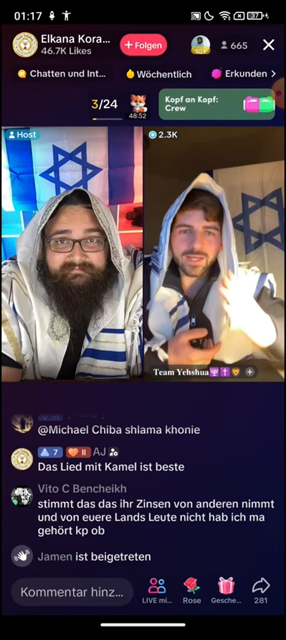 01:17
Elkana Kora...
46.7K Likes
+ Folgen
665
Chatten und Int...
Wöchentlich
Erkunden >
3/24
48:52
Kopf an Kopf:
Crew
Host
2.3K
Team Yehshua
@Michael Chiba shlama khonie
7 II AJ
Das Lied mit Kamel ist beste
Vito C Bencheikh
stimmt das das ihr Zinsen von anderen nimmt
und von euere Lands Leute nicht hab ich ma
gehört kp ob
Jamen ist beigetreten
Kommentar hinz...
LIVE mi...
Rose
Gesche...
281